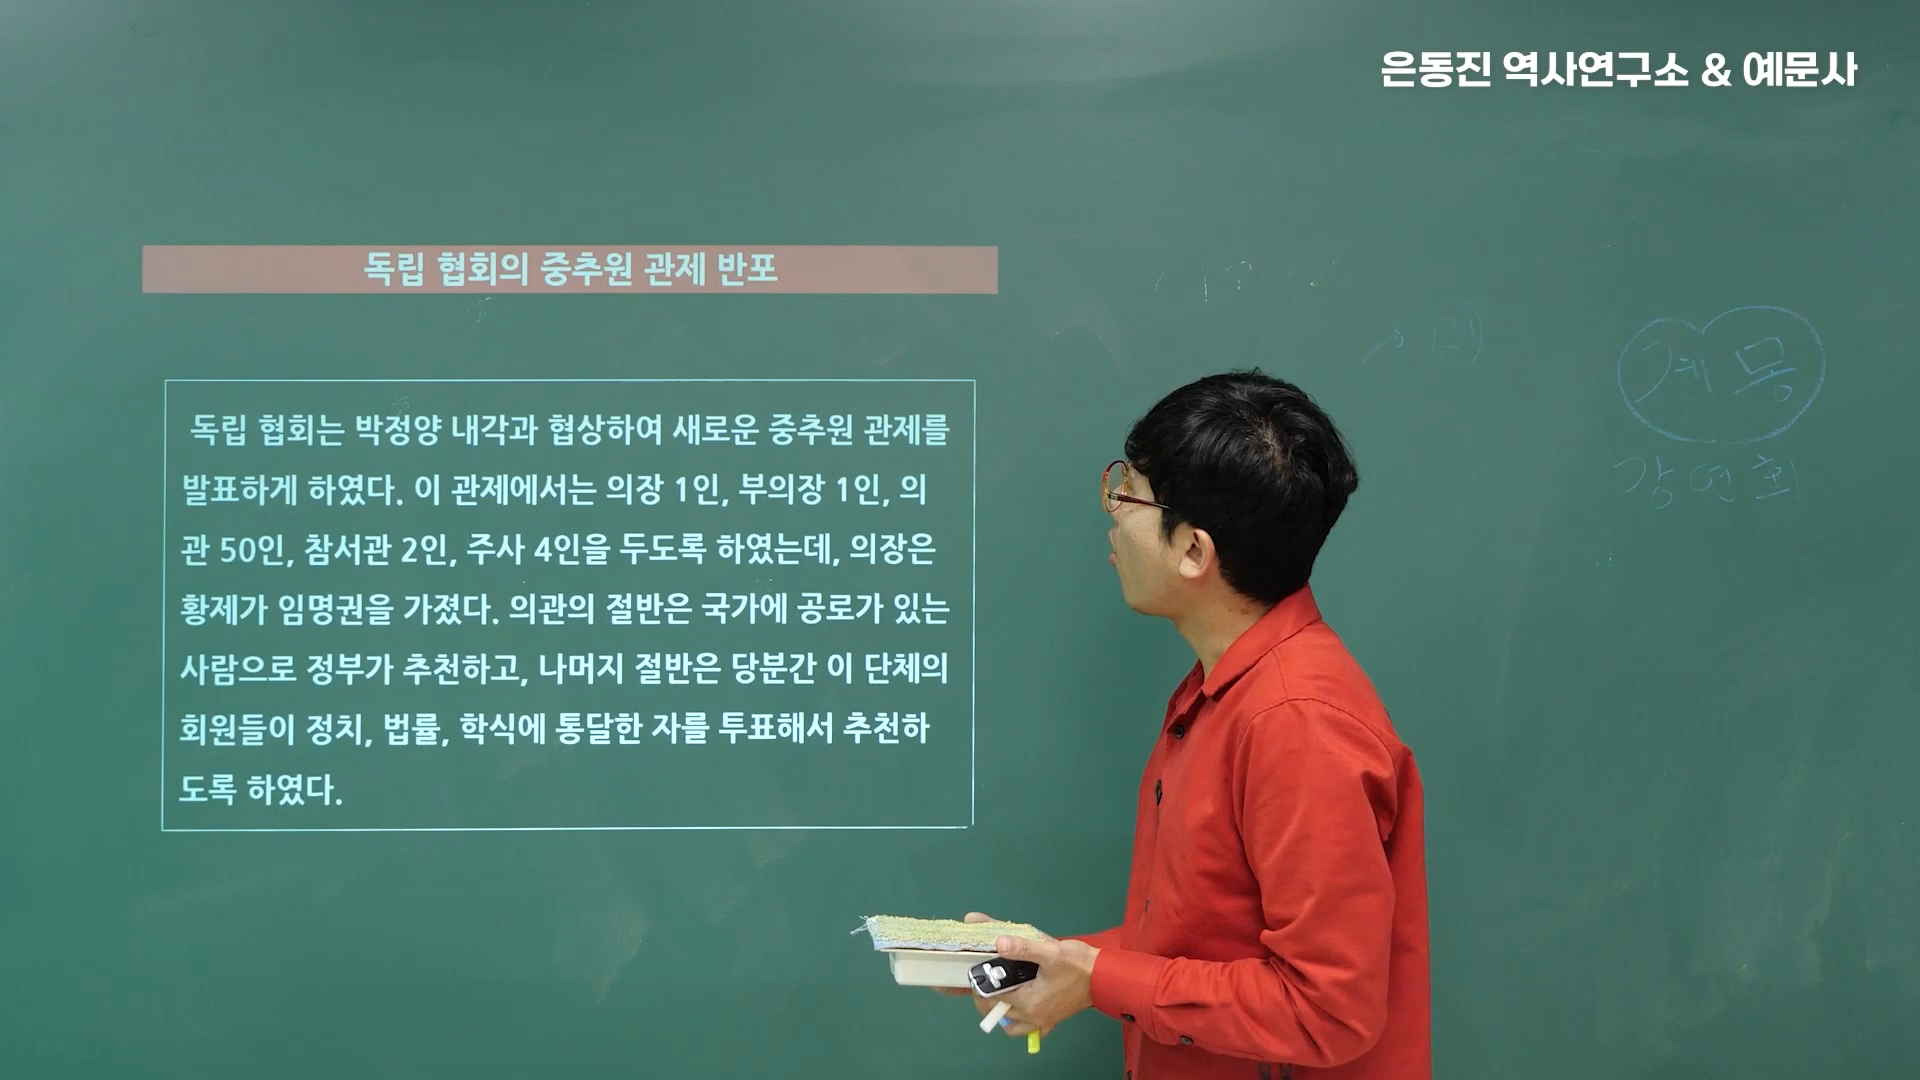 은동진 역사연구소 & 예문사
독립 협회의 중추원 관제 반포
독립 협회는 박정양 내각과 협상하여 새로운 중추원 관제를
발표하게 하였다. 이 관제에서는 의장 1인, 부의장 1인, 의
관 50인, 참서관 2인, 주사 4인을 두도록 하였는데, 의장은
황제가 임명권을 가졌다. 의관의 절반은 국가에 공로가 있는
사람으로 정부가 추천하고, 나머지 절반은 당분간 이 단체의
회원들이 정치, 법률, 학식에 통달한 자를 투표해서 추천하
도록 하였다.
계몽
강연회